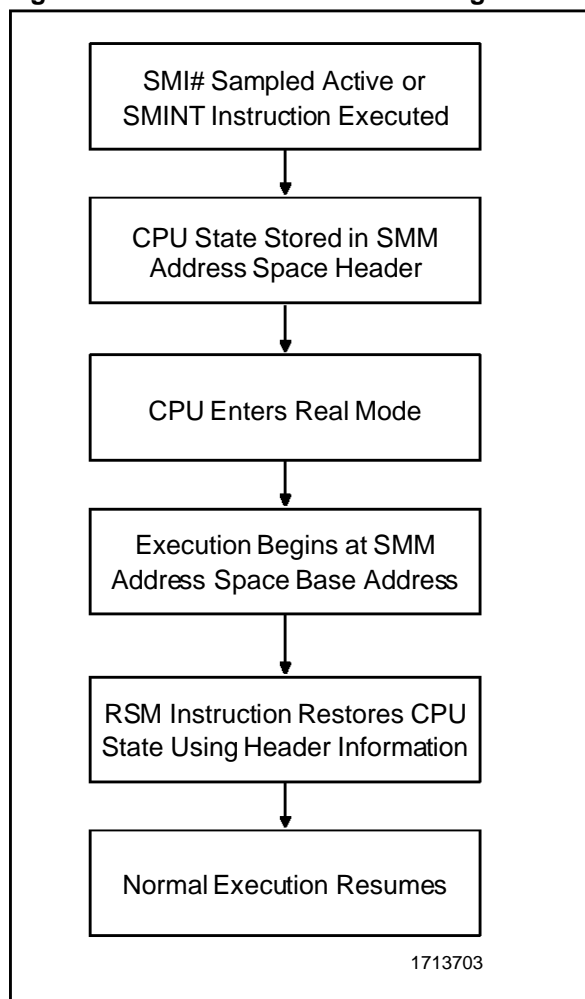 SMI# Sampled Active or
SMINT Instruction Executed
CPU State Stored in SMM
Address Space Header
CPU Enters Real Mode
Execution Begins at SMM
Address Space Base Address
RSM Instruction Restores CPU
State Using Header Information
Normal Execution Resumes
1713703